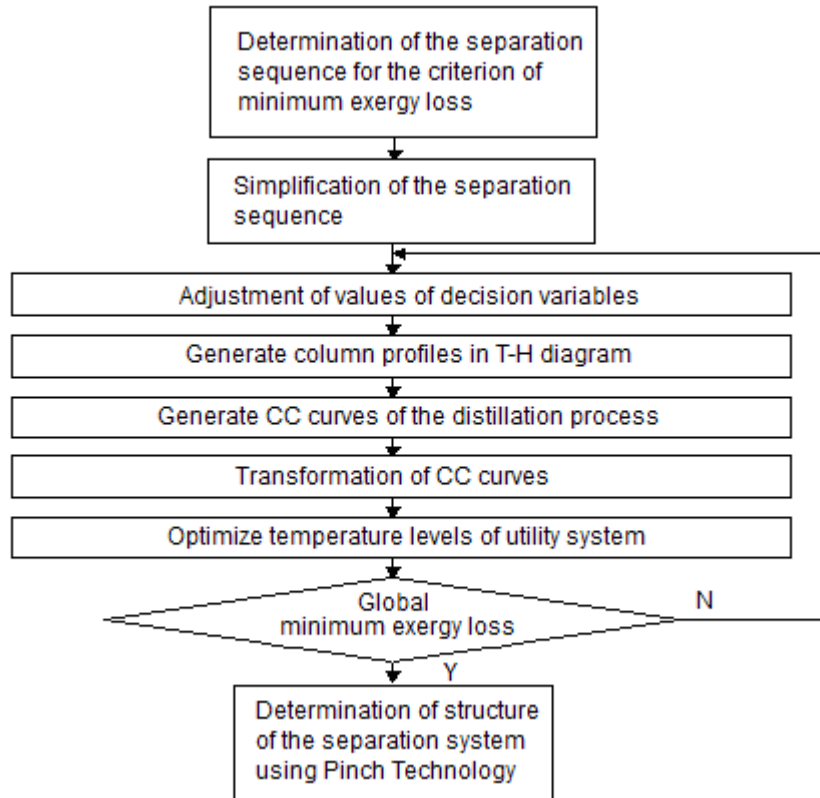 Determination of the separation
sequence for the criterion of
minimum exergy loss
Simplification of the separation
sequence
Adjustment of values of decision variables
Generate column profiles in T-H diagram
Generate CC curves of the distillation process
Transformation of CC curves
Optimize temperature levels of utility system
Global
minimum exergy loss
N
Y
Determination of structure
of the separation system
using Pinch Technology